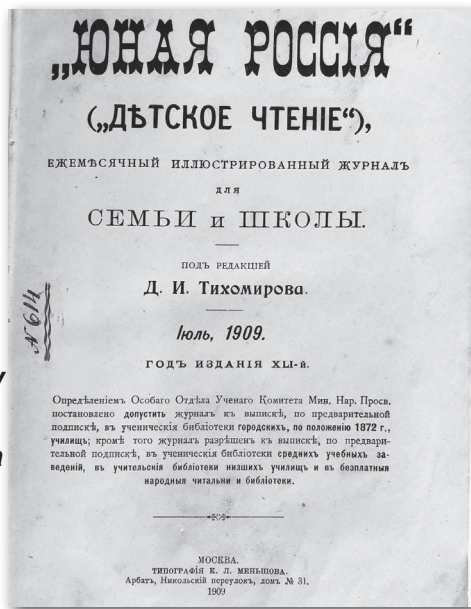 „ЮНАЯ РОССІЯ“
(„ДѢТСКОЕ ЧТЕНІЕ“),
ЕЖЕМѢСЯЧНЫЙ ИЛЛЮСТРИРОВАННЫЙ ЖУРНАЛЪ
для
СЕМЬИ и ШКОЛЫ.
ПОДЪ РЕДАКЦІЕЙ
Д. И. Тихомирова.
№ 614
Іюль, 1909.
ГОДЪ ИЗДАНІЯ XLI-й.
Опредѣленіемъ Особаго Отдѣла Ученаго Комитета Мин. Нар. Просв.
постановлено допустить журналъ къ выпискѣ, по предварительной
подпискѣ, въ ученическія библіотеки городскихъ, по положенію 1872 г.,
училищъ; кромѣ того журналъ разрѣшенъ къ выпискѣ, по предвари-
тельной подпискѣ, въ ученическія библіотеки среднихъ учебныхъ за-
веденій, въ учительскія библіотеки низшихъ училищъ и въ безплатныя
народныя читальни и библіотеки.
МОСКВА.
ТИПОГРАФІЯ К. Л. МЕНЬШОВА.
Арбатъ, Никольскій переулокъ, домъ № 31.
1909